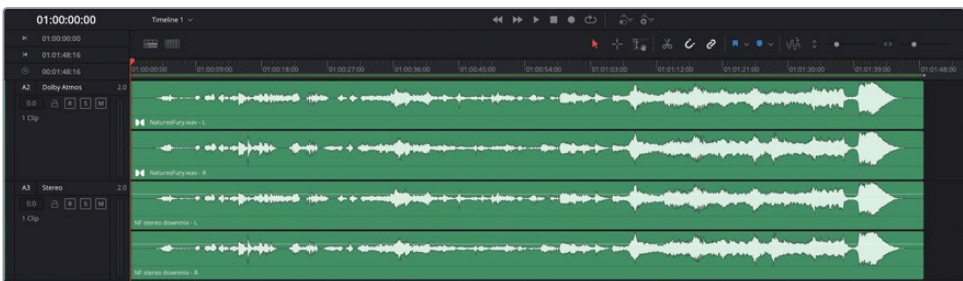 01:00:00:00
Timeline 1
01:00:00:00
01:01:48:16
00:01:48:16
01:00:00:00 01:00:09:00 01:00:18:00 01:00:27:00 01:00:36:00 01:00:45:00 01:00:54:00 01:01:03:00 01:01:12:00 01:01:21:00 01:01:30:00 01:01:39:00 01:01:48:00
A2 Dolby Atmos 2.0
0.0 R S M
1 Clip
NaturesFury.wav - L
NaturesFury.wav - R
A3 Stereo 2.0
0.0 R S M
1 Clip
NF stereo downmix - L
NF stereo downmix - R